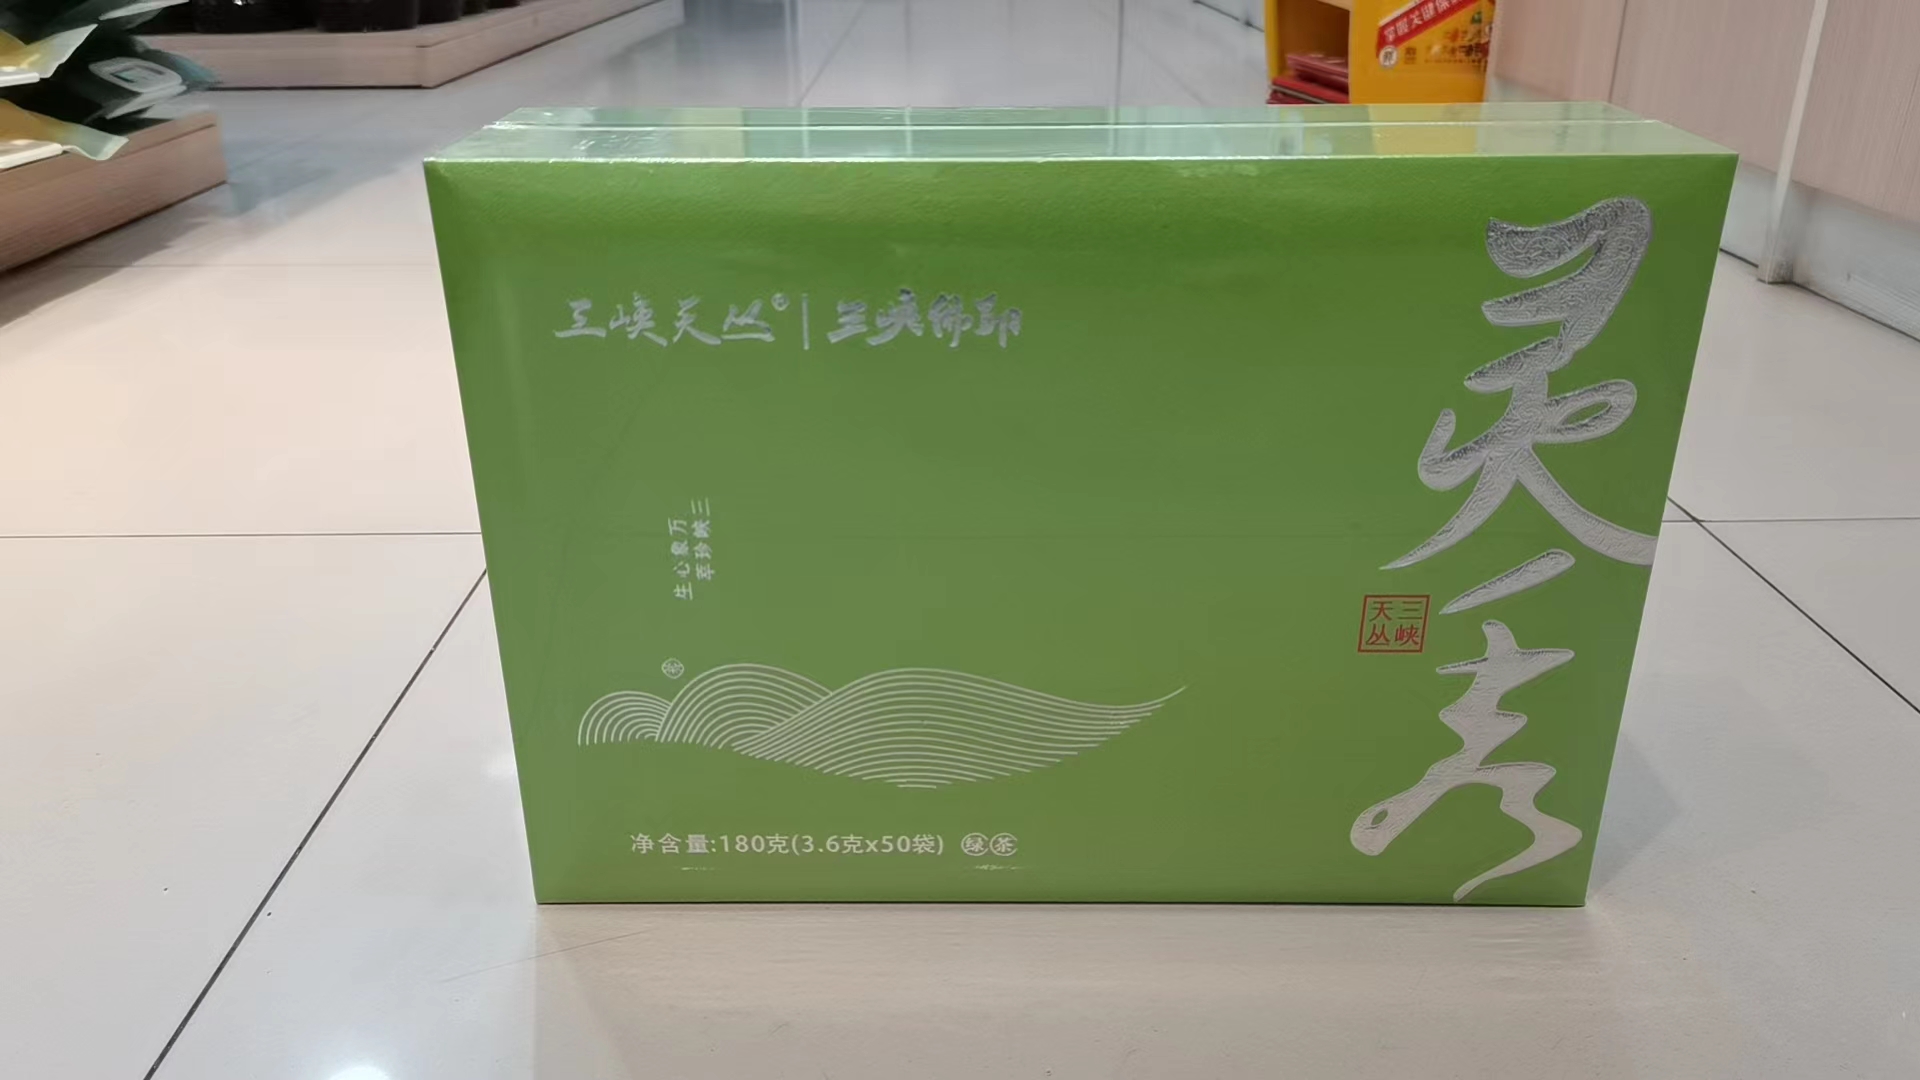 三峡天丛®|三峡佛印
灵秀
三峡珍萃
万象心生
三峡
天丛
净含量:180克(3.6克x50袋) 绿茶